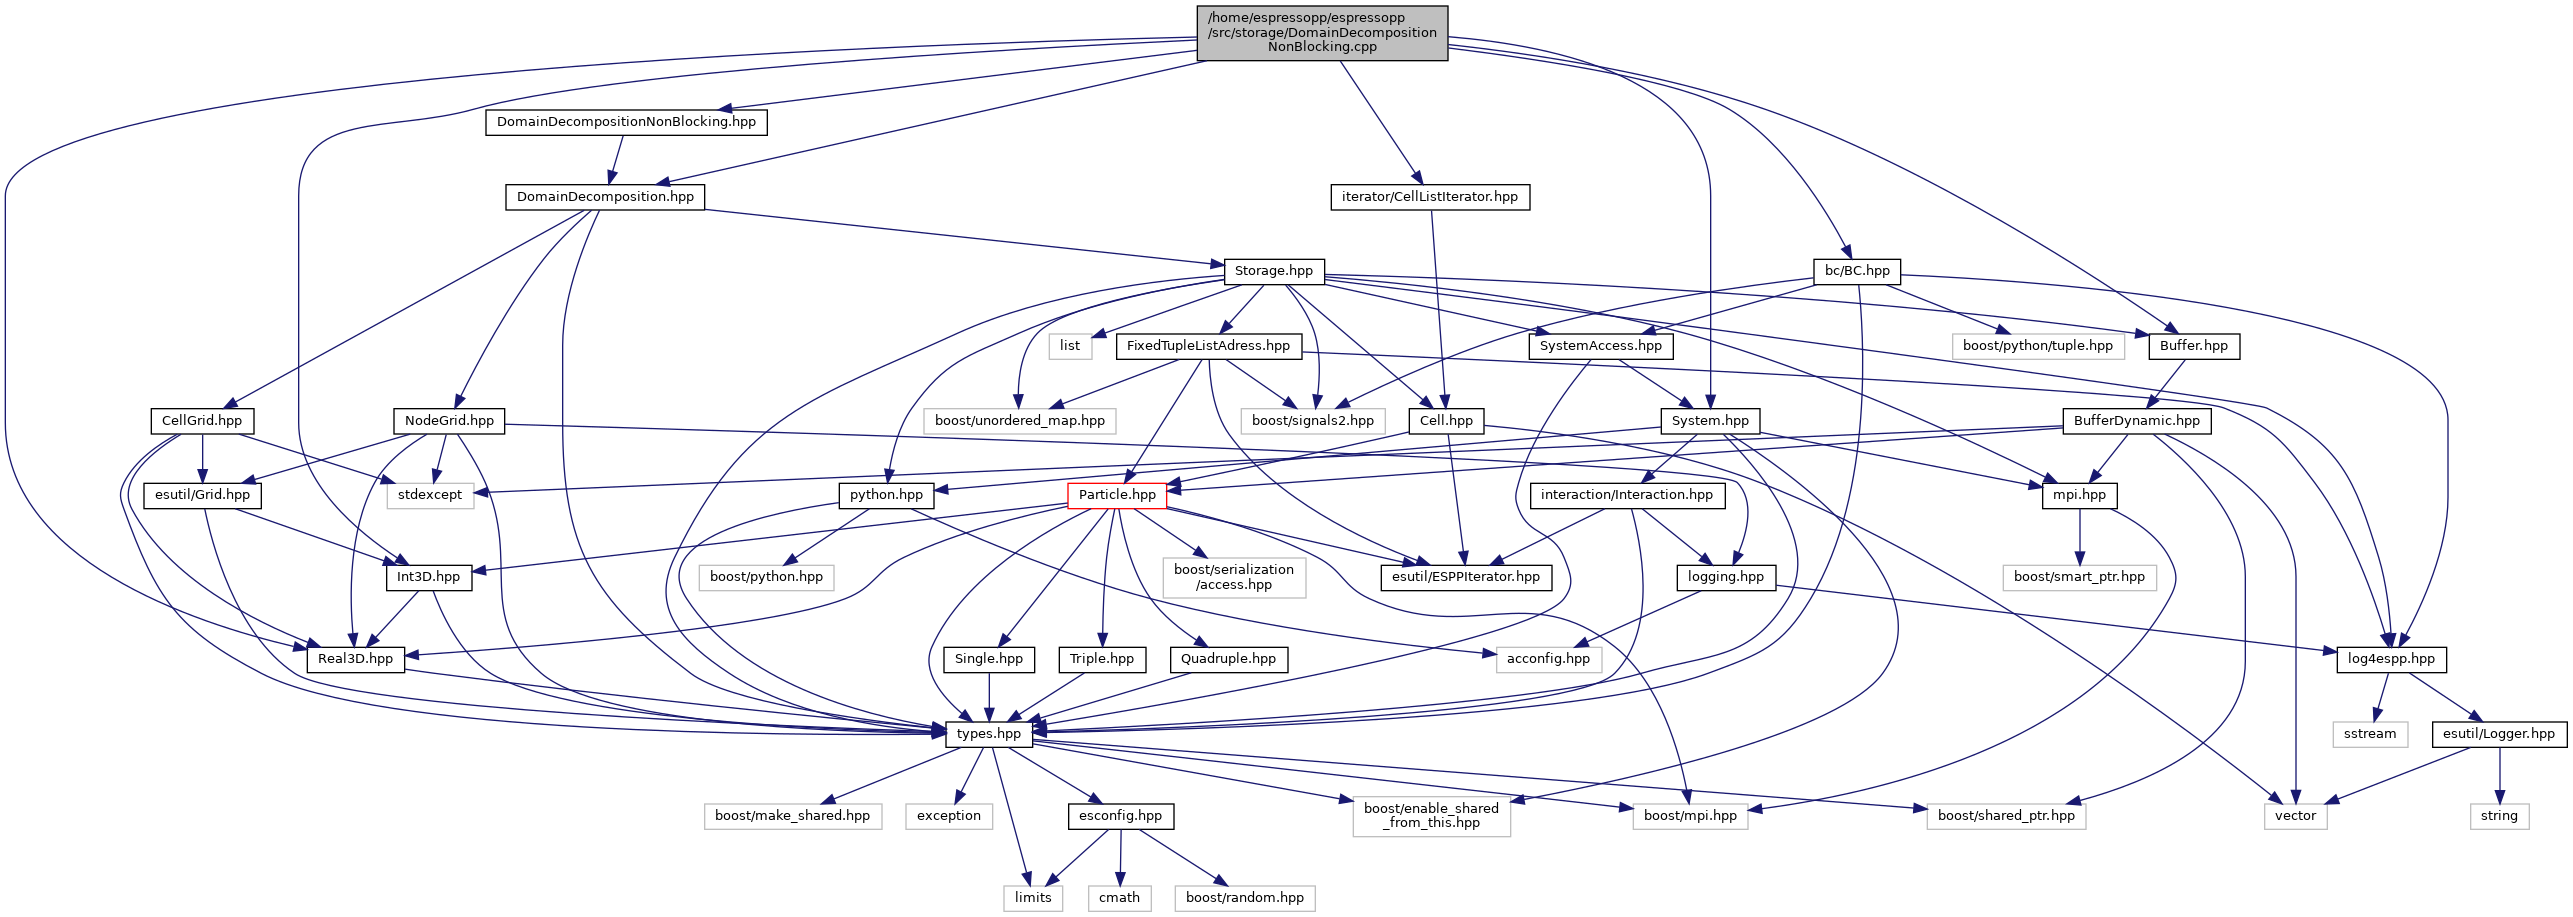 /home/espressopp/espressopp
/src/storage/DomainDecomposition
NonBlocking.cpp
DomainDecompositionNonBlocking.hpp
DomainDecomposition.hpp
iterator/CellListIterator.hpp
Storage.hpp
bc/BC.hpp
list
FixedTupleListAdress.hpp
SystemAccess.hpp
boost/python/tuple.hpp
Buffer.hpp
CellGrid.hpp
NodeGrid.hpp
boost/unordered_map.hpp
boost/signals2.hpp
Cell.hpp
System.hpp
BufferDynamic.hpp
esutil/Grid.hpp
stdexcept
python.hpp
Particle.hpp
interaction/Interaction.hpp
mpi.hpp
Int3D.hpp
boost/python.hpp
boost/serialization
/access.hpp
esutil/ESPPIterator.hpp
logging.hpp
boost/smart_ptr.hpp
Real3D.hpp
Single.hpp
Triple.hpp
Quadruple.hpp
acconfig.hpp
log4espp.hpp
types.hpp
sstream
esutil/Logger.hpp
boost/make_shared.hpp
exception
esconfig.hpp
boost/enable_shared
_from_this.hpp
boost/mpi.hpp
boost/shared_ptr.hpp
vector
string
limits
cmath
boost/random.hpp